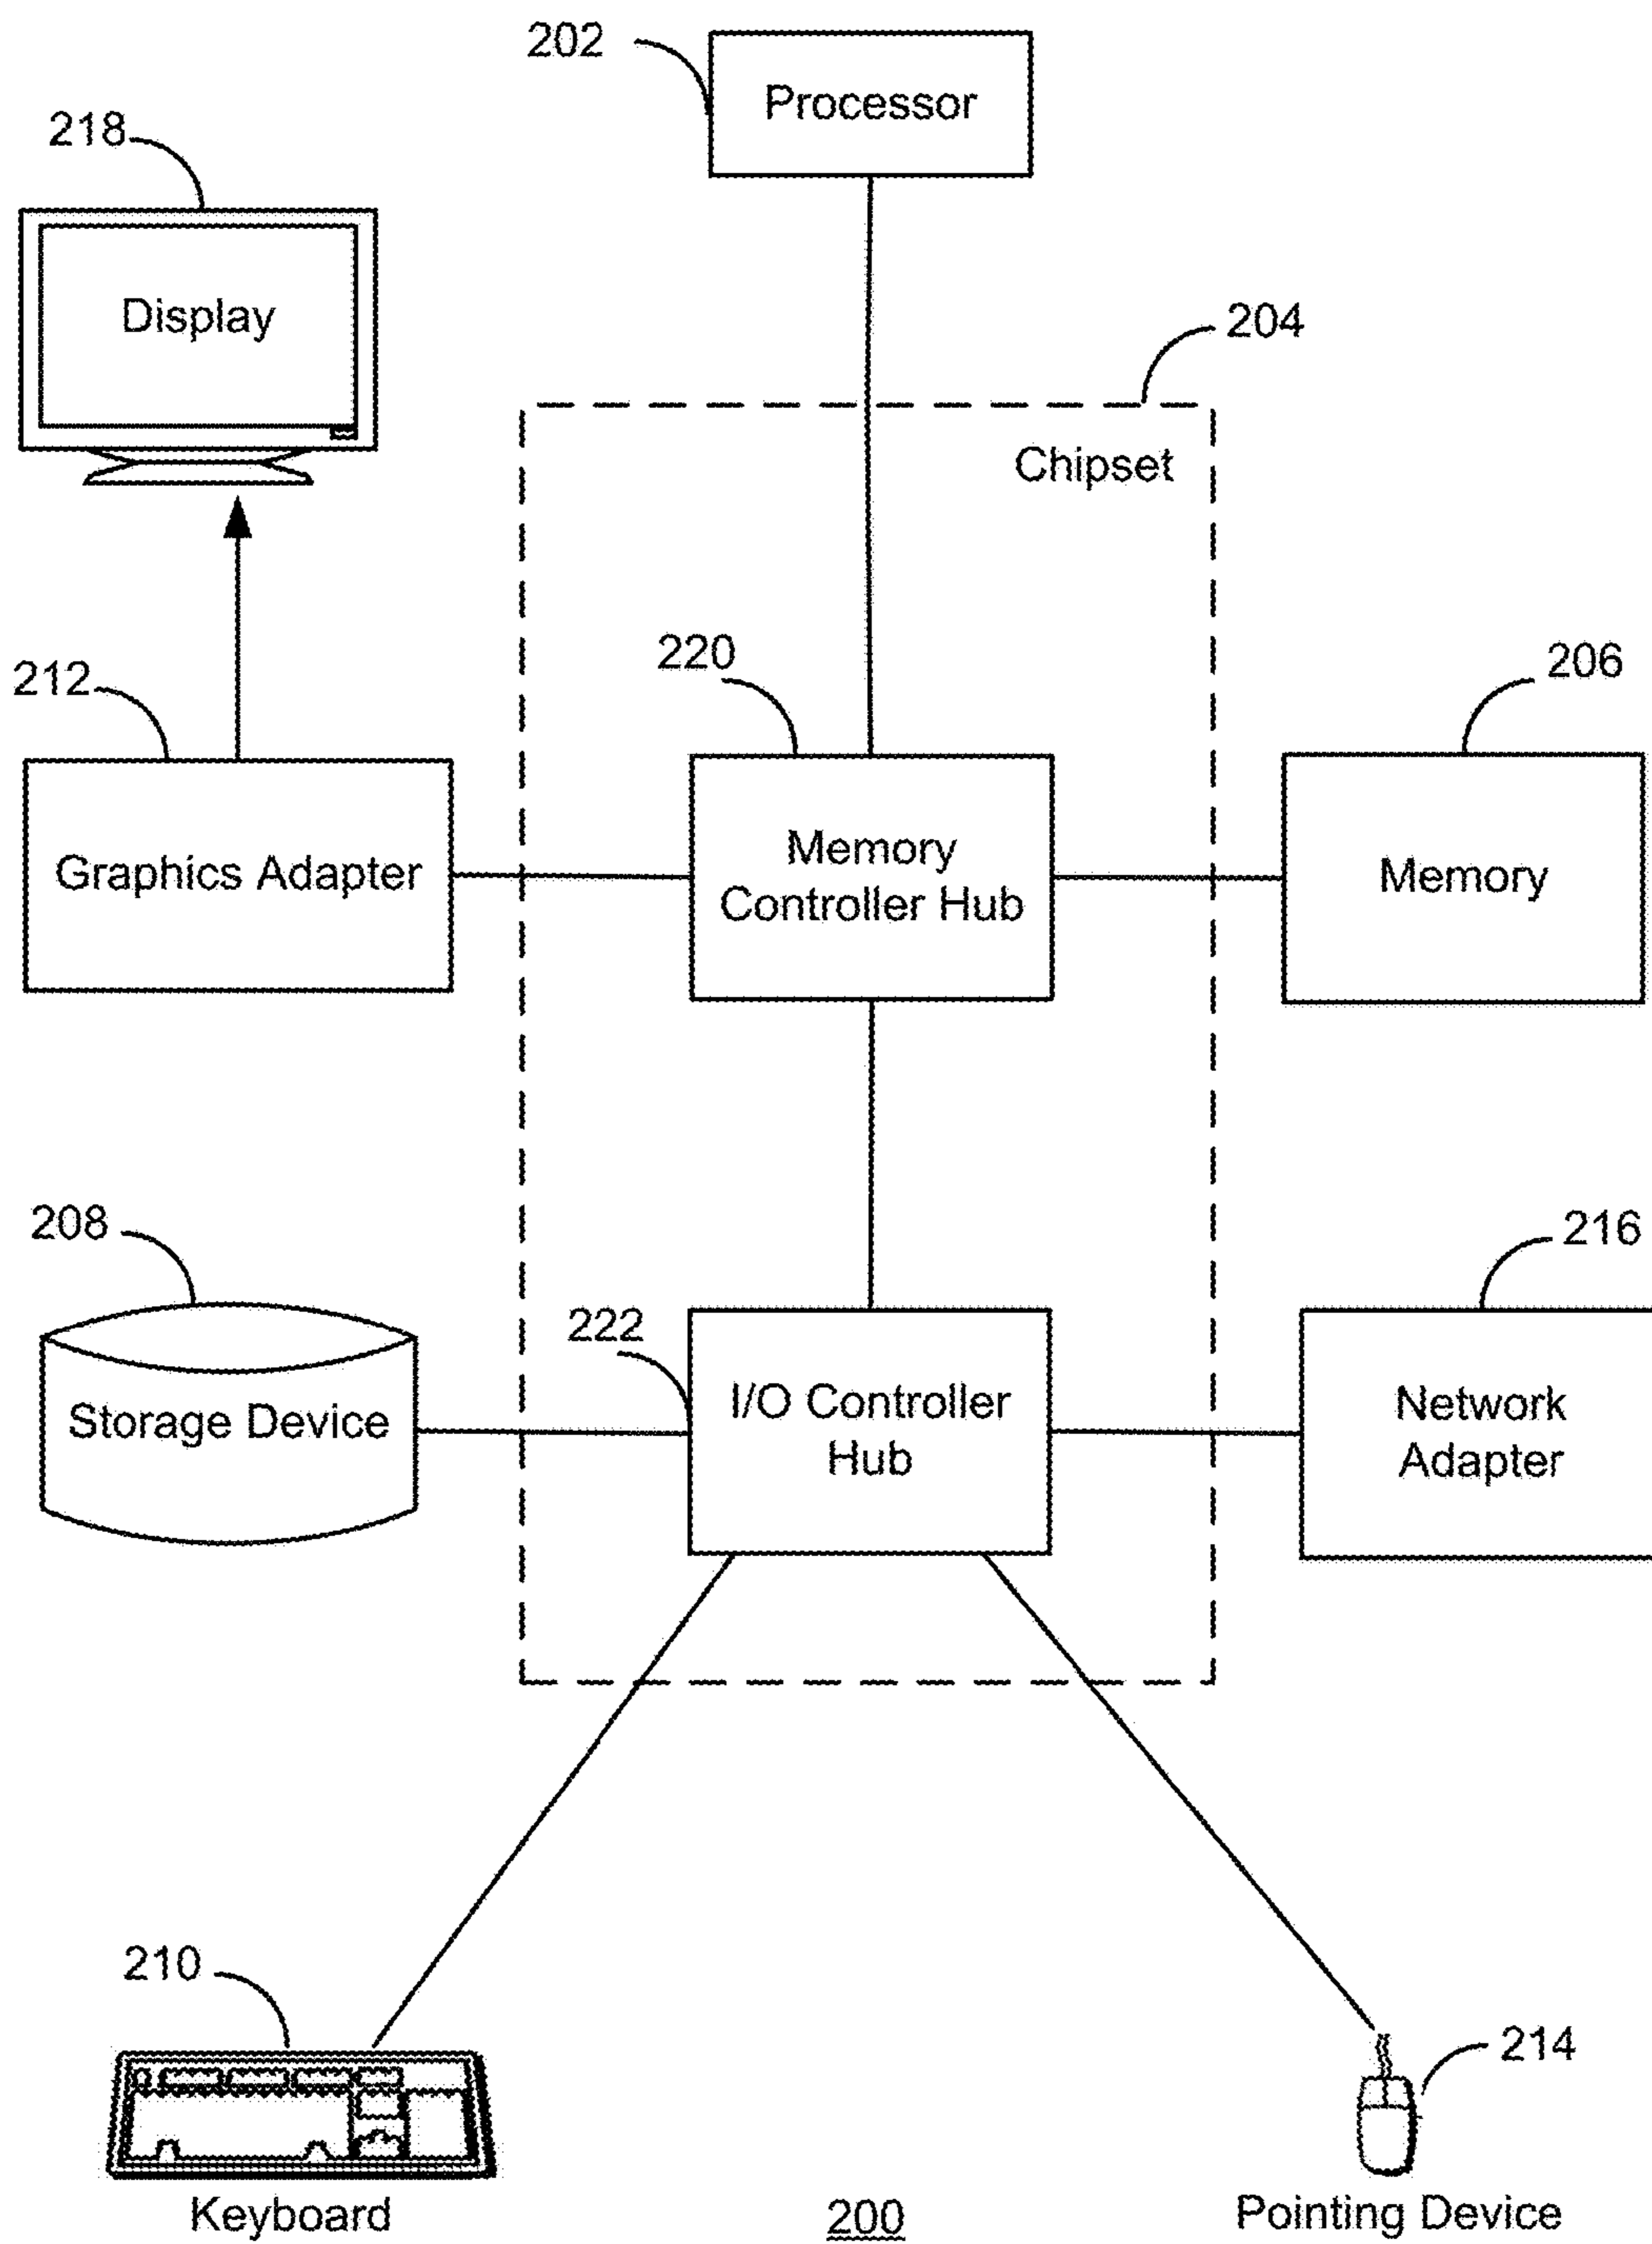 202
Processor
218
Display
204
Chipset
220
206
212
Memory
Controller Hub
Graphics Adapter
Memory
208
216
222
I/O Controller
Hub
Storage Device
Network
Adapter
210
214
Keyboard
200
Pointing Device